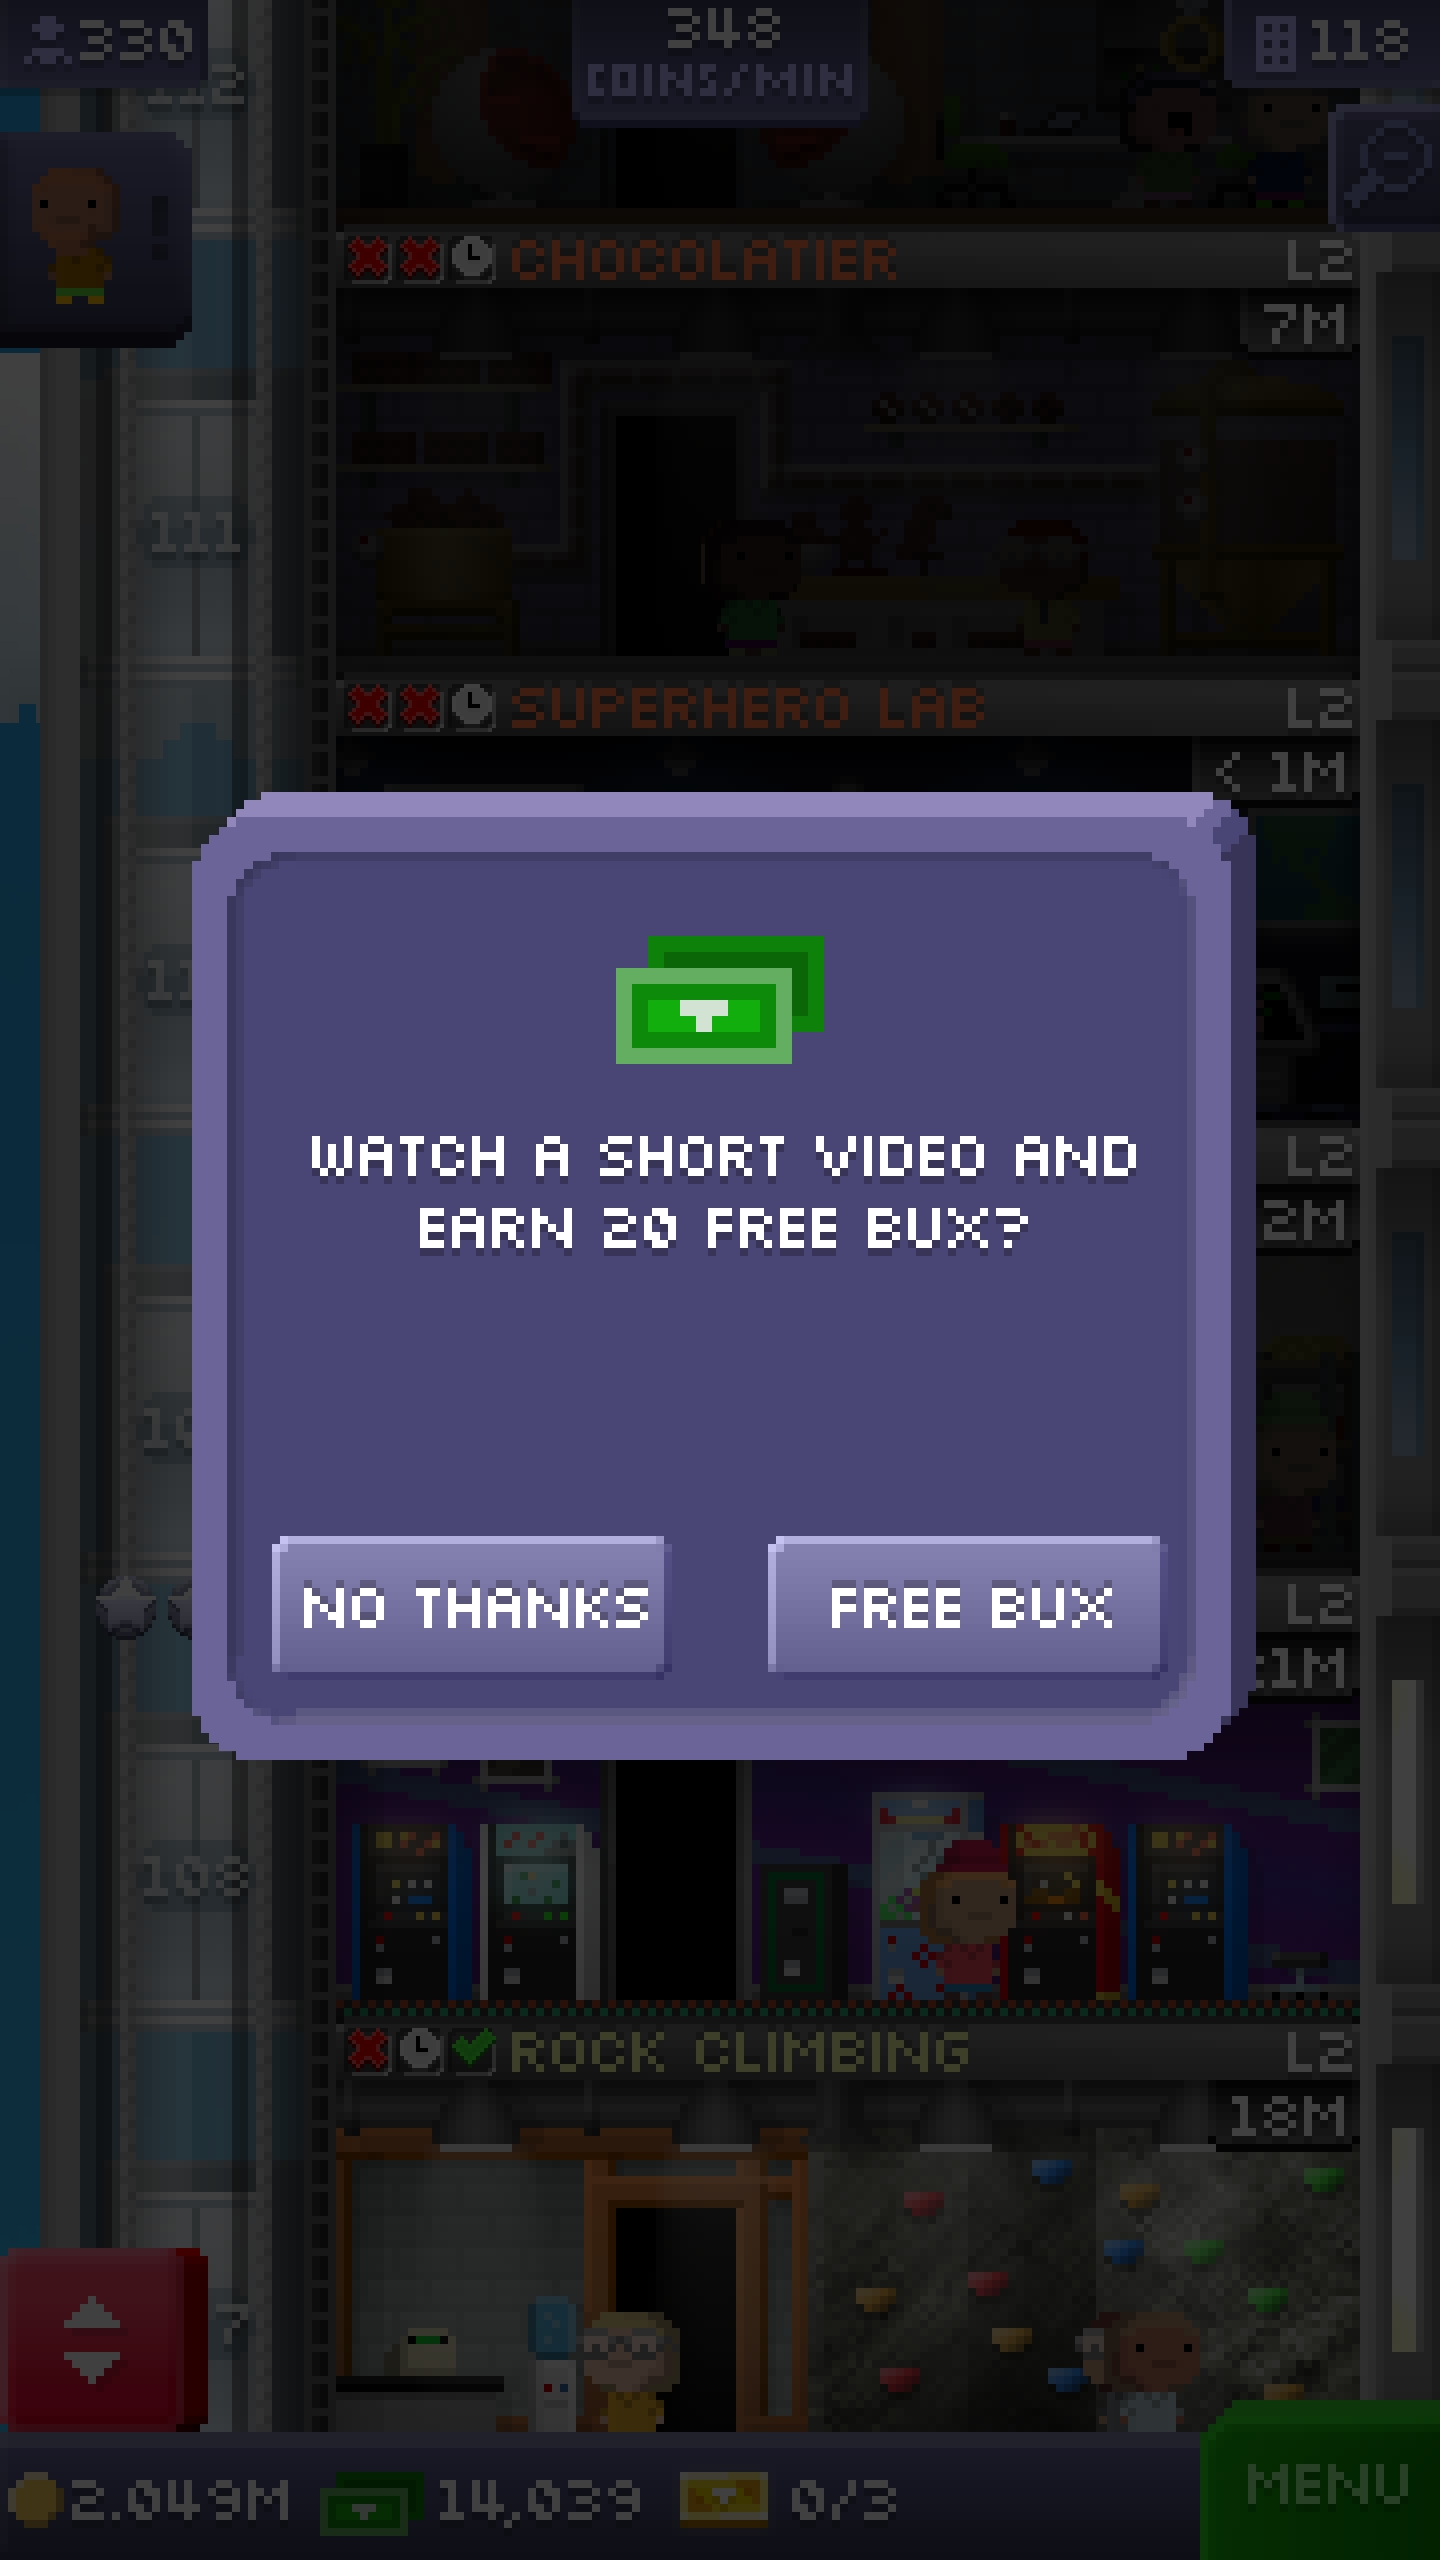 330
348
COINS/MIN
118
112
CHOCOLATIER L2
7M
111
SUPERHERO LAB L2
< 1M
L2
2M
WATCH A SHORT VIDEO AND
EARN 20 FREE BUX?
NO THANKS
FREE BUX
L2
1M
108
ROCK CLIMBING L2
18M
7
2.049M 14,039 0/3
MENU